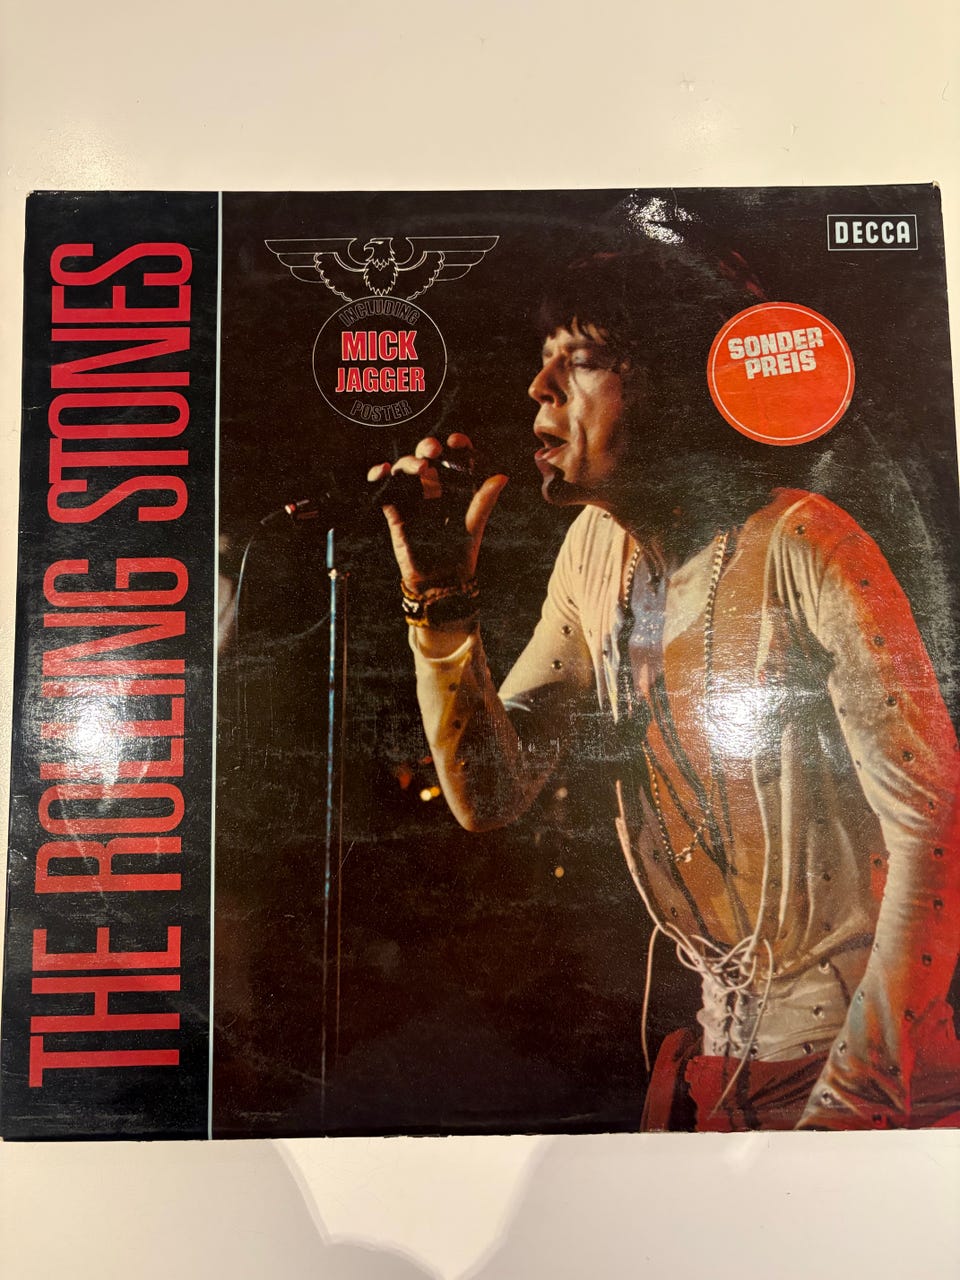 THE ROLLING STONES
INCLUDING
MICK
JAGGER
POSTER
DECCA
SONDER
PREIS